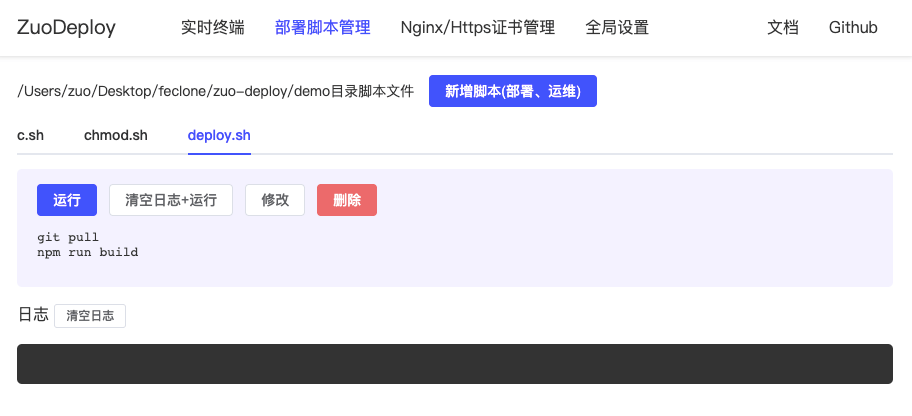 ZuoDeploy 实时终端 部署脚本管理 Nginx/Https证书管理 全局设置 文档 Github
/Users/zuo/Desktop/feclone/zuo-deploy/demo目录脚本文件 新增脚本(部署、运维)
c.sh chmod.sh deploy.sh
运行 清空日志+运行 修改 删除
git pull
npm run build
日志 清空日志